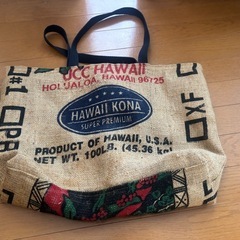 UCC HAWAII
HOLUALOA, HAWAII 96725
HAWAII KONA
SUPER PREMIUM
PRODUCT OF HAWAII, U.S.A.
NET WT. 100LB. (45.36 kg)
#1
PR
XF